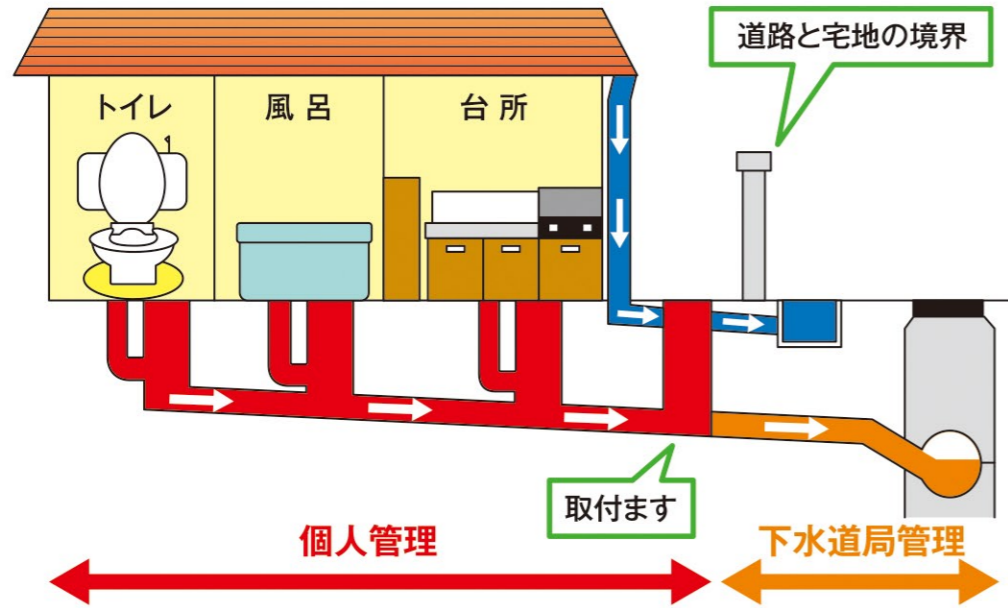 道路と宅地の境界
トイレ
風呂
台所
取付ます
個人管理
下水道局管理